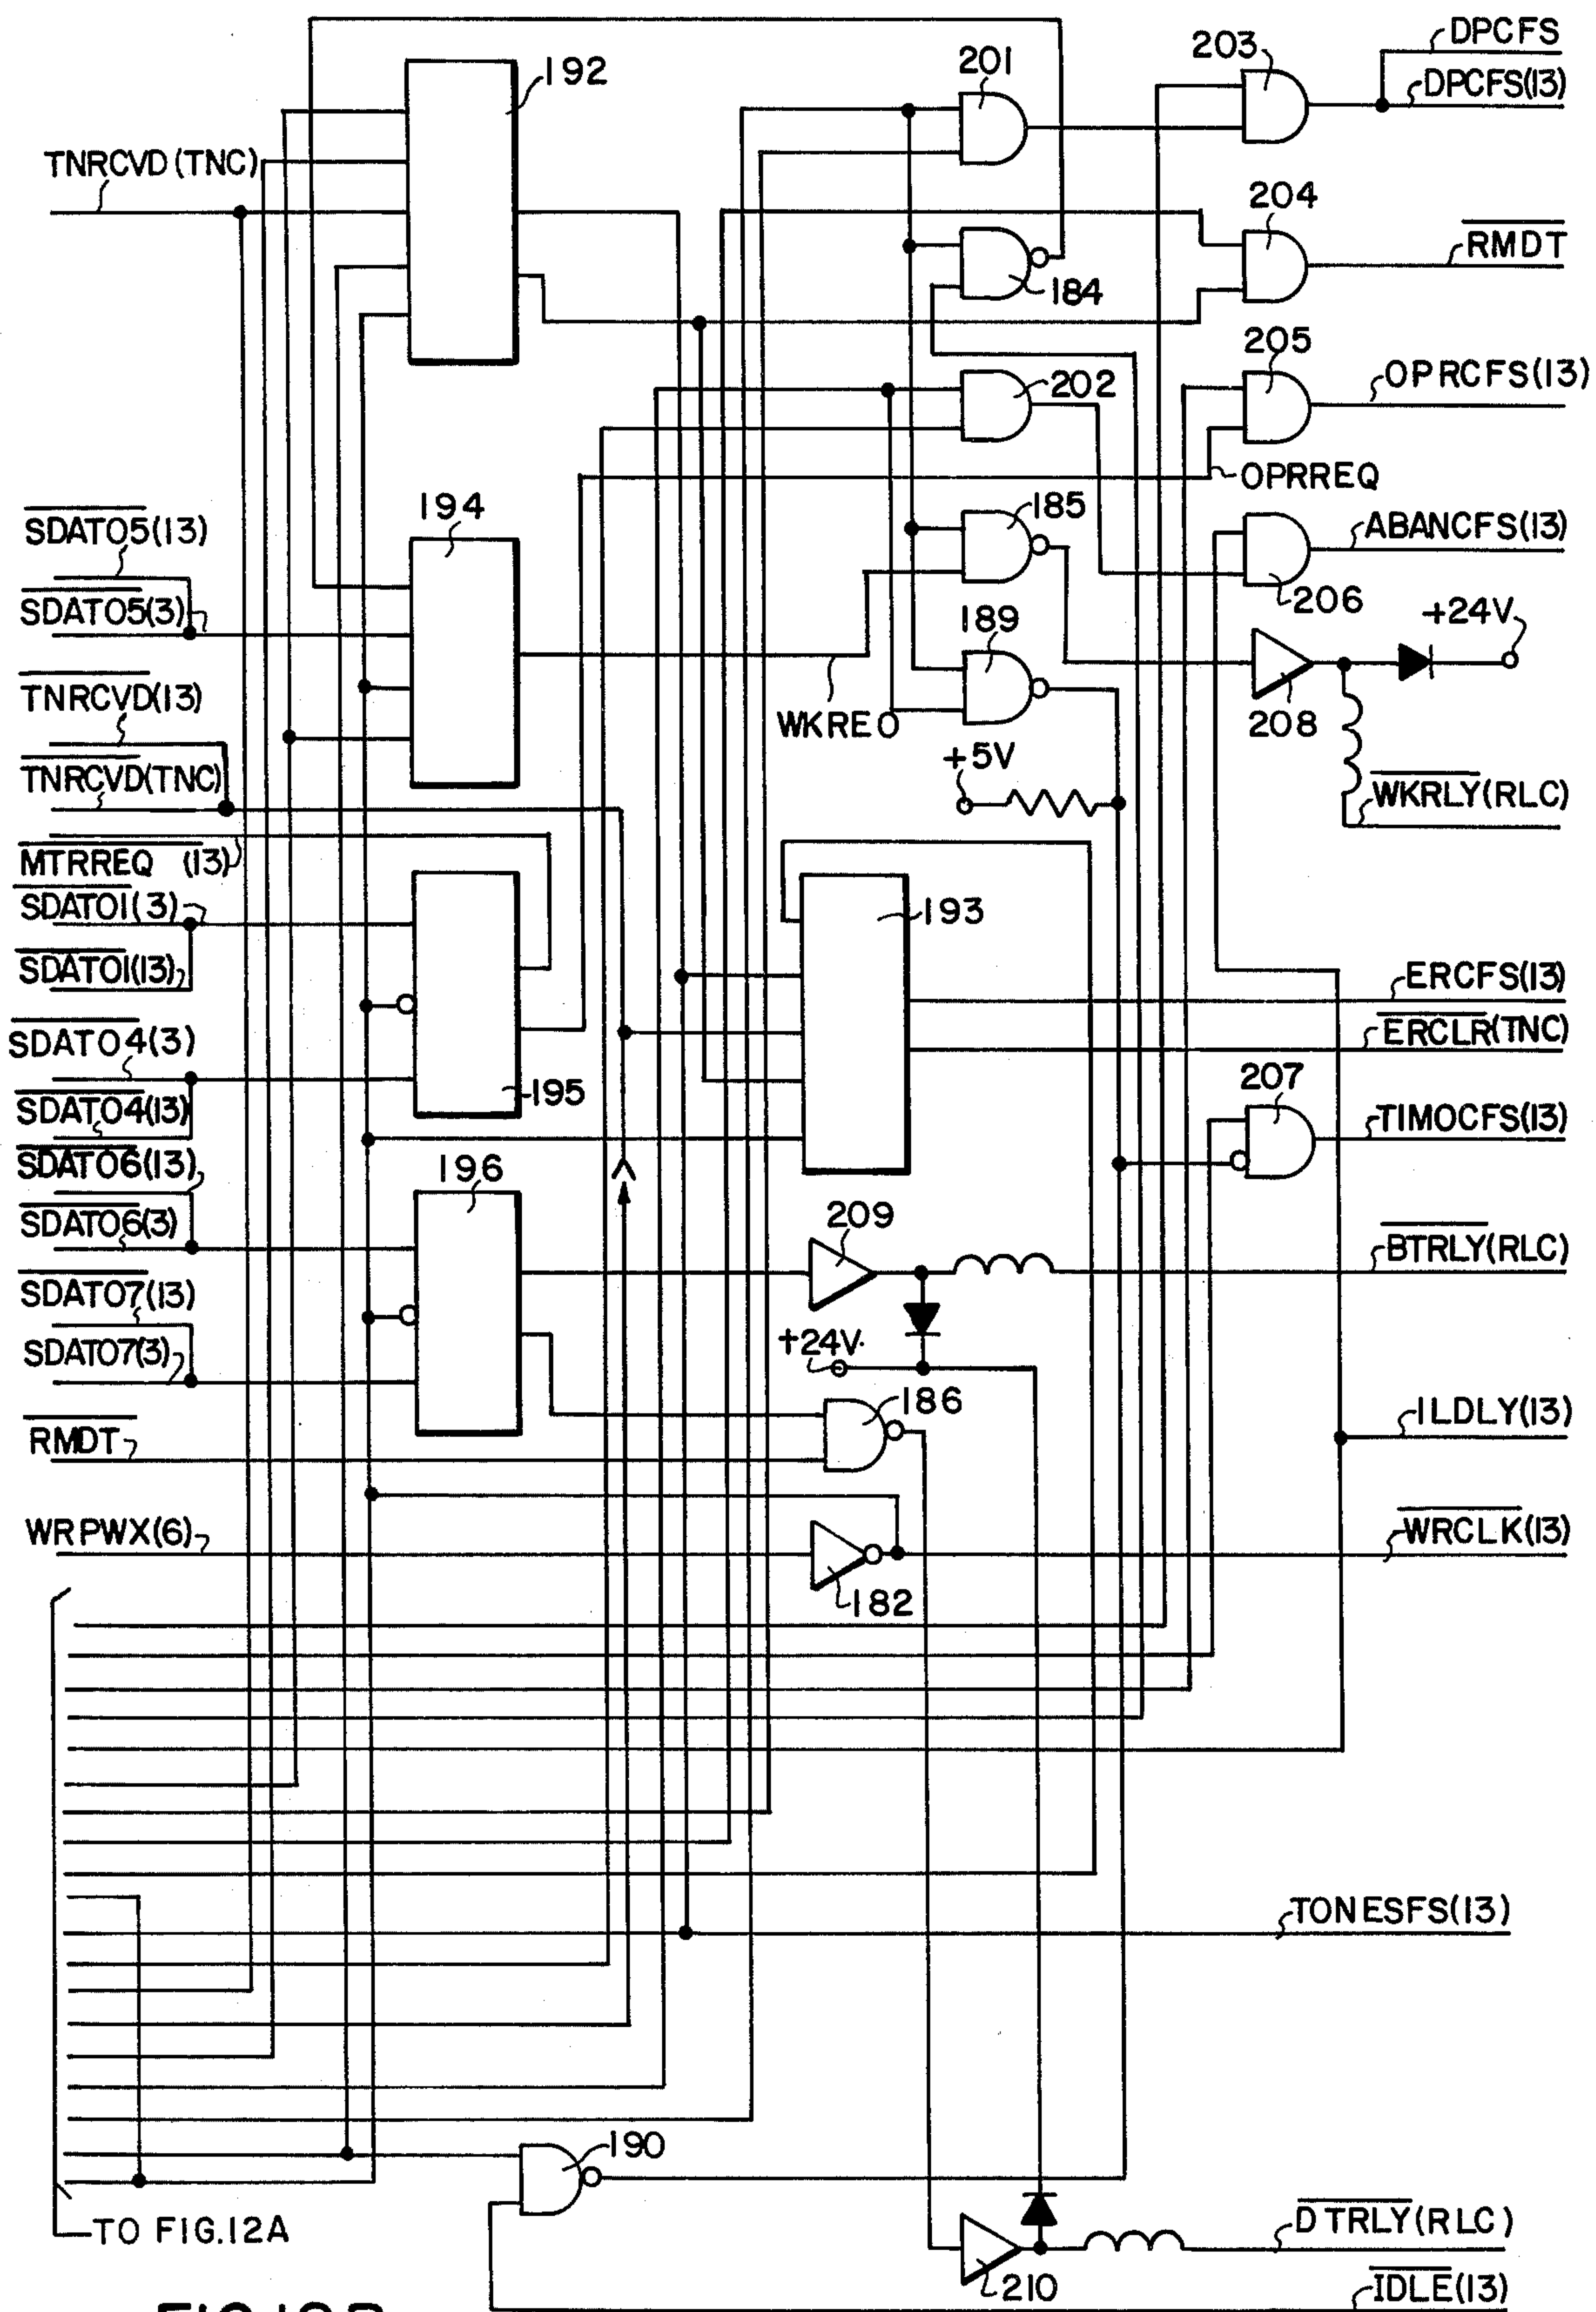 DPCFS
203
201
192
DPCFS(13)
TNRCVD (TNC)
204
RMDT
184
205
OPRCFS(13)
202
OPRREQ
194
185
SDAT05(13)
ABANCFS(13)
SDAT05(3)
206
189
+24V
TNRCVD(13)
WKREQ
208
+5V
TNRCVD(TNC)
WKRLY(RLC)
MTRREQ (13)
SDAT01(3)
193
SDAT01(13)
ERCFS(13)
SDAT04(3)
ERCLR(TNC)
207
195
SDAT04(13)
TIMOCFS(13)
SDAT06(13)
196
SDAT06(3)
209
BTRLY(RLC)
SDAT07(13)
+24V
SDAT07(3)
186
ILDLY(13)
RMDT
WRPWX(6)
WRCLK(13)
182
TONESFS(13)
190
TO FIG.12A
DTRLY(RLC)
210
IDLE(13)